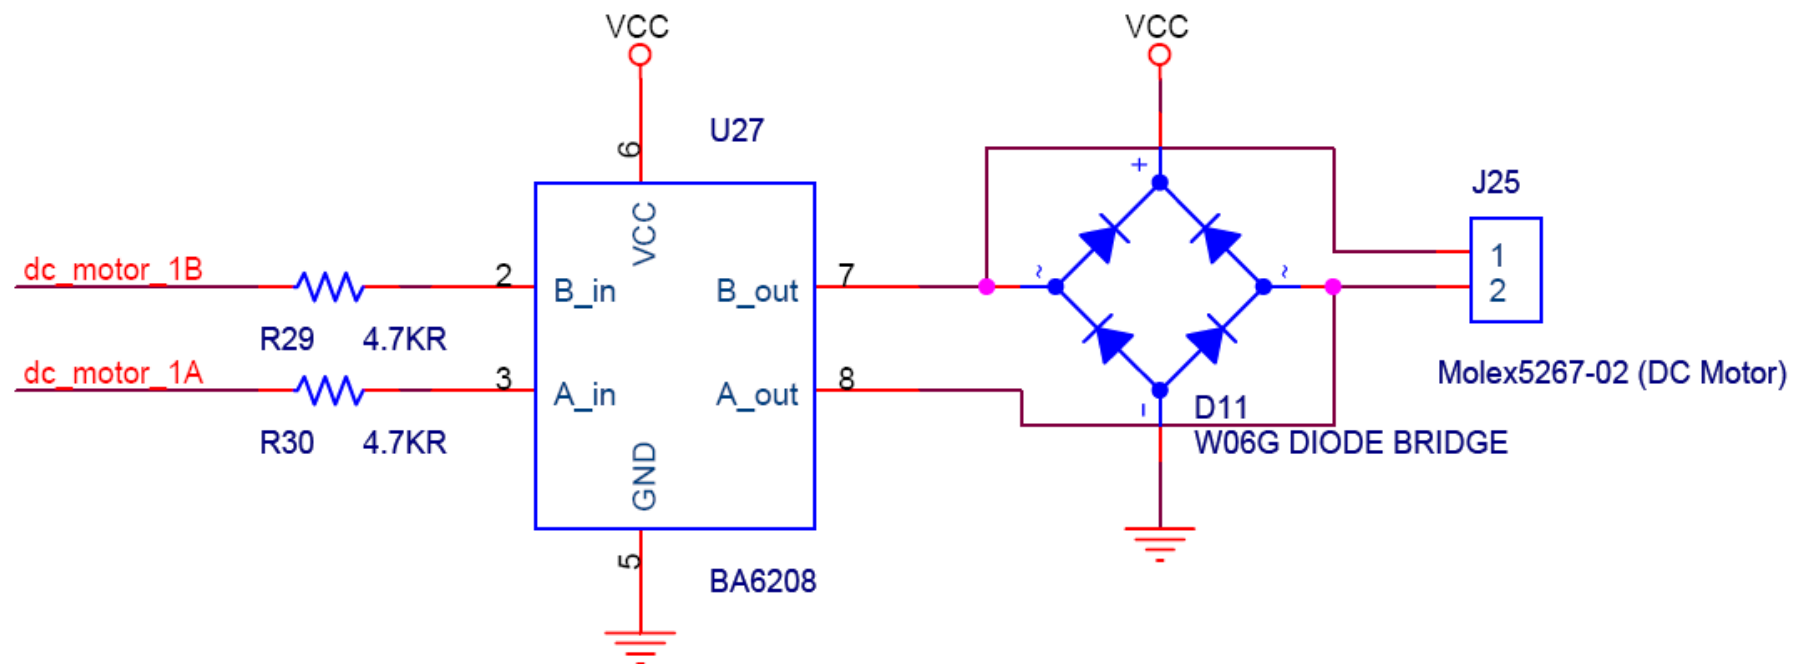 VCC
VCC
6
U27
+
J25
VCC
dc_motor_1B
2
B_in
B_out
7
~
~
1
2
R29
4.7KR
dc_motor_1A
3
A_in
A_out
8
Molex5267-02 (DC Motor)
R30
4.7KR
GND
-
D11
W06G DIODE BRIDGE
5
BA6208